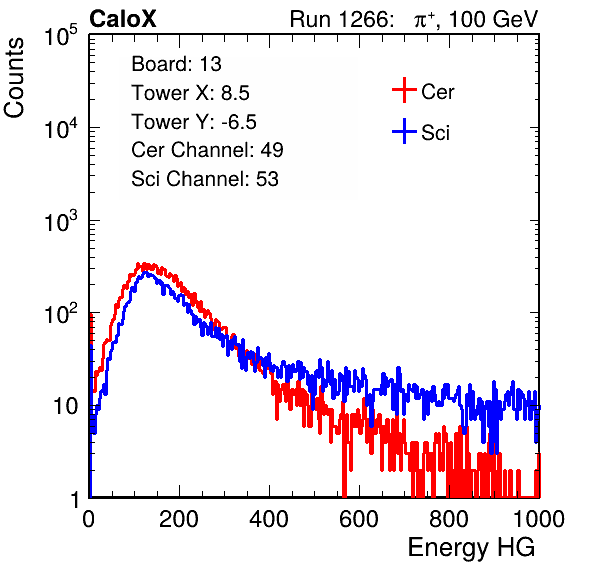 CaloX Run 1266: π⁺, 100 GeV
Counts
10⁵
10⁴
10³
10²
10
1
Board: 13
Tower X: 8.5
Tower Y: -6.5
Cer Channel: 49
Sci Channel: 53
Cer
Sci
0 200 400 600 800 1000
Energy HG